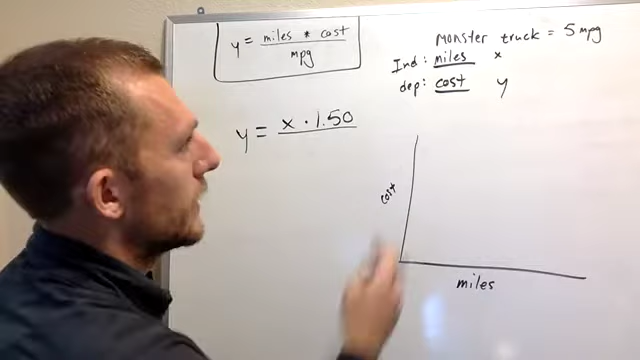 y = miles * cost
mpg
Monster truck = 5 mpg
Ind: miles x
dep: cost y
y = x · 1.50
cost
miles